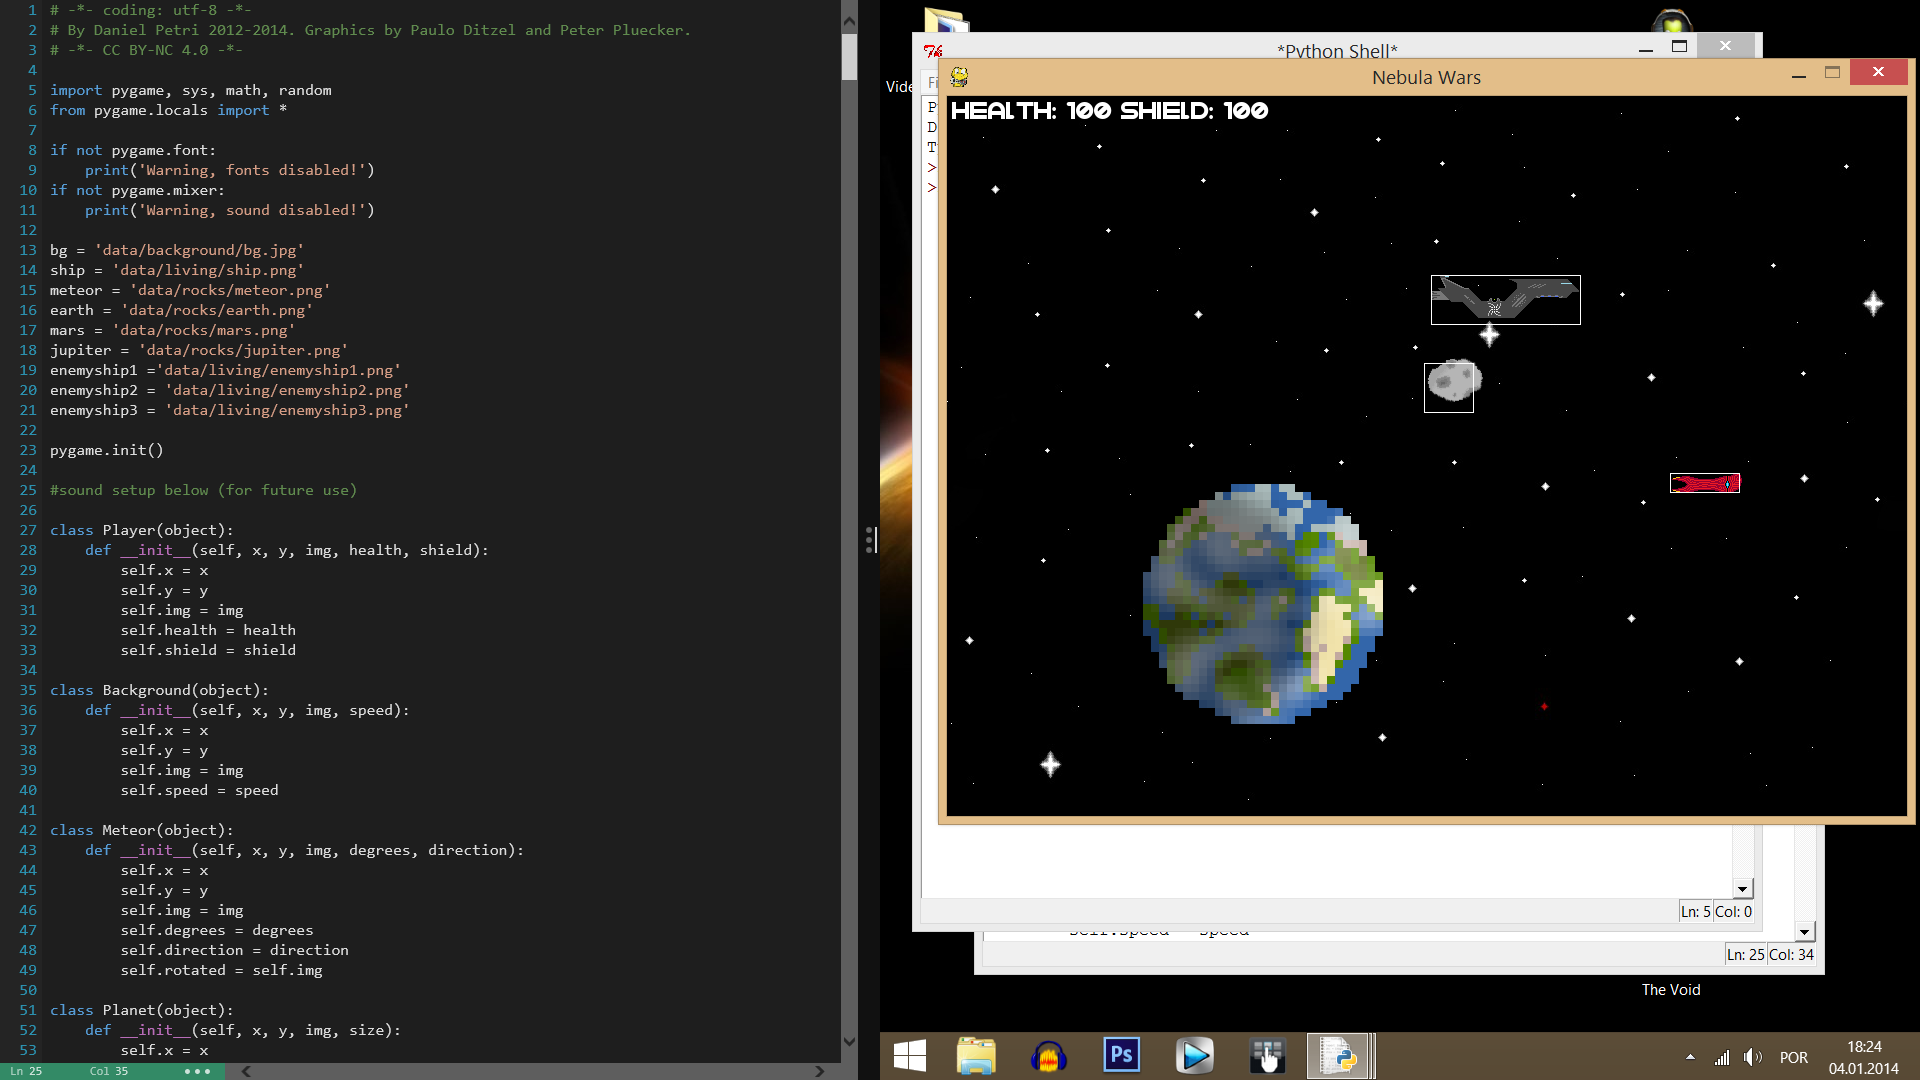 1 # -*- coding: utf-8 -*-
2 # By Daniel Petri 2012-2014. Graphics by Paulo Ditzel and Peter Pluecker.
3 # -*- CC BY-NC 4.0 -*-
4
5 import pygame, sys, math, random
6 from pygame.locals import *
7
8 if not pygame.font:
9     print('Warning, fonts disabled!')
10 if not pygame.mixer:
11     print('Warning, sound disabled!')
12
13 bg = 'data/background/bg.jpg'
14 ship = 'data/living/ship.png'
15 meteor = 'data/rocks/meteor.png'
16 earth = 'data/rocks/earth.png'
17 mars = 'data/rocks/mars.png'
18 jupiter = 'data/rocks/jupiter.png'
19 enemyship1 ='data/living/enemyship1.png'
20 enemyship2 = 'data/living/enemyship2.png'
21 enemyship3 = 'data/living/enemyship3.png'
22
23 pygame.init()
24
25 #sound setup below (for future use)
26
27 class Player(object):
28     def __init__(self, x, y, img, health, shield):
29         self.x = x
30         self.y = y
31         self.img = img
32         self.health = health
33         self.shield = shield
34
35 class Background(object):
36     def __init__(self, x, y, img, speed):
37         self.x = x
38         self.y = y
39         self.img = img
40         self.speed = speed
41
42 class Meteor(object):
43     def __init__(self, x, y, img, degrees, direction):
44         self.x = x
45         self.y = y
46         self.img = img
47         self.degrees = degrees
48         self.direction = direction
49         self.rotated = self.img
50
51 class Planet(object):
52     def __init__(self, x, y, img, size):
53         self.x = x
Ln 25 Col 35
*Python Shell*
Nebula Wars
HEALTH: 100 SHIELD: 100
Vide
Fi
P
D
T
>
>
Ln: 5 Col: 0
self.speed = speed
Ln: 25 Col: 34
The Void
Ps
POR
18:24
04.01.2014